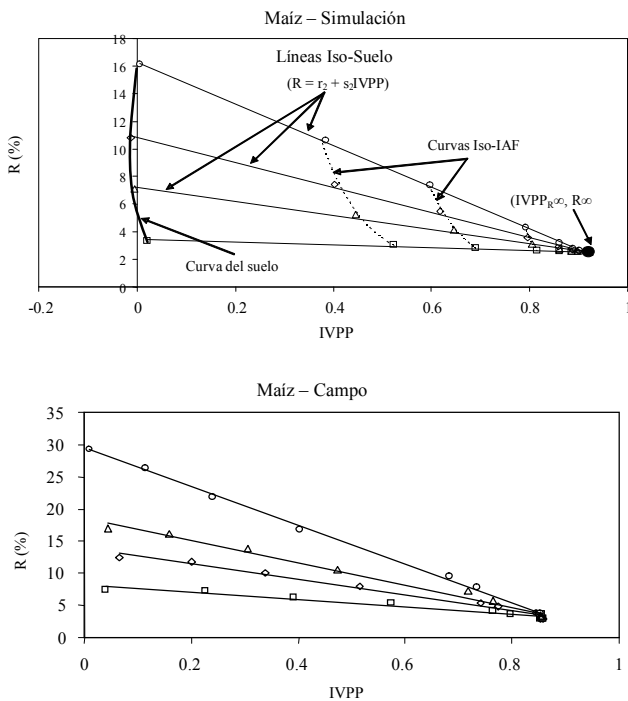 Maíz – Simulación
18
16
14
12
10
8
6
4
2
0
R (%)
Líneas Iso-Suelo
(R = r2 + s2IVPP)
Curvas Iso-IAF
(IVPPR∞, R∞
Curva del suelo
-0.2
0
0.2
0.4
0.6
0.8
1
IVPP
Maíz – Campo
35
30
25
20
15
10
5
0
R (%)
0
0.2
0.4
0.6
0.8
1
IVPP